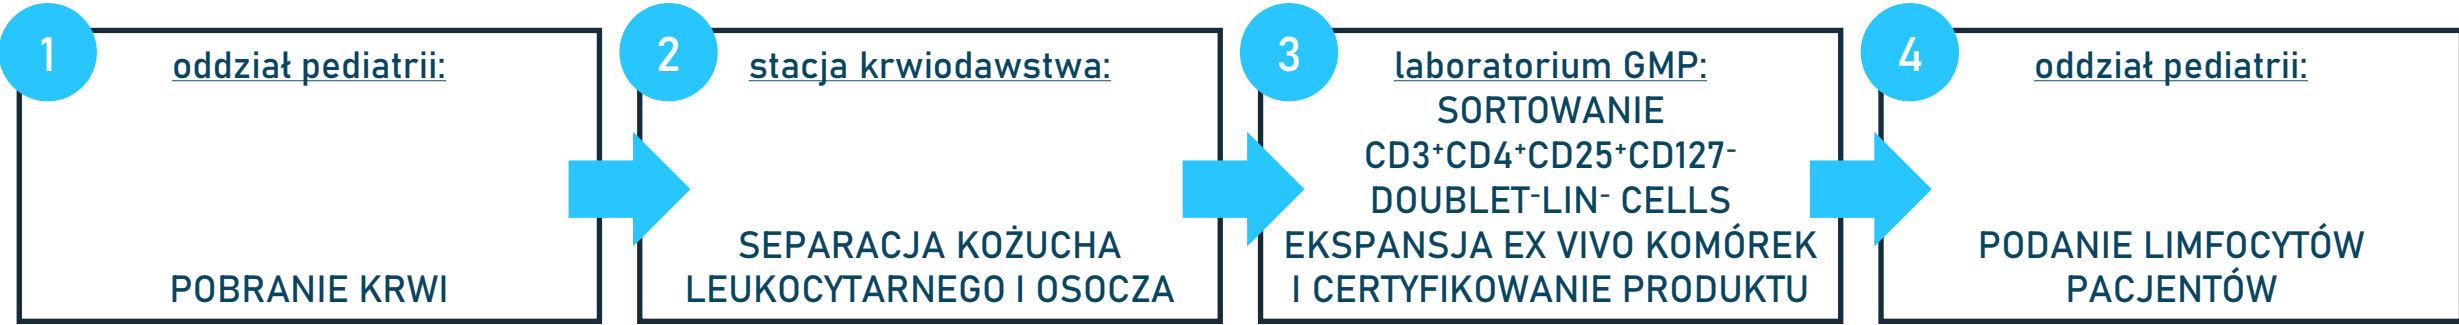 1
oddział pediatrii:
POBRANIE KRWI
2
stacja krwiodawstwa:
SEPARACJA KOŻUCHA
LEUKOCYTARNEGO I OSOCZA
3
laboratorium GMP:
SORTOWANIE
CD3⁺CD4⁺CD25⁺CD127⁻
DOUBLET⁻LIN⁻ CELLS
EKSPANSJA EX VIVO KOMÓREK
I CERTYFIKOWANIE PRODUKTU
4
oddział pediatrii:
PODANIE LIMFOCYTÓW
PACJENTÓW